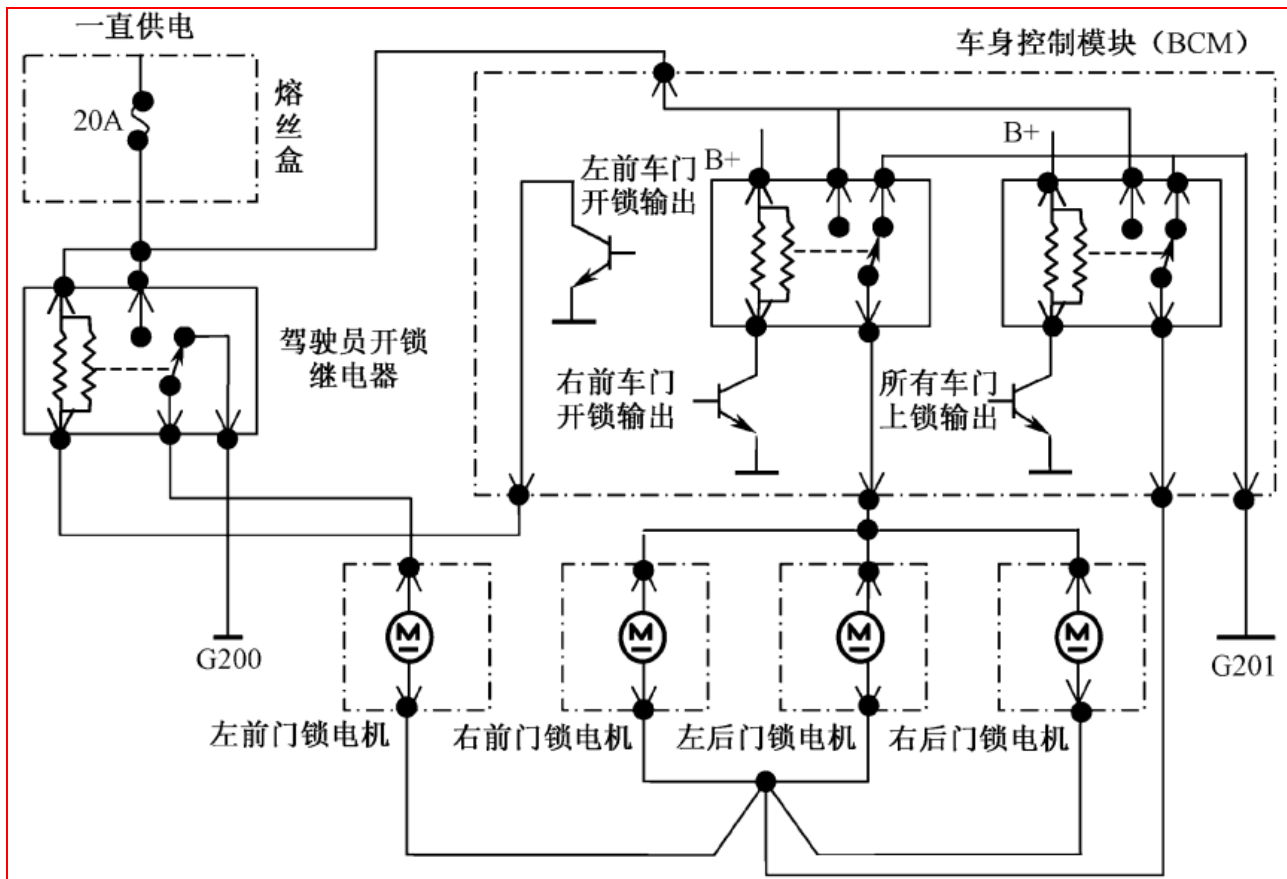 一直供电
车身控制模块（BCM）
熔
丝
盒
20A
B+
B+
左前车门
开锁输出
驾驶员开锁
继电器
右前车门
开锁输出
所有车门
上锁输出
M
M
M
M
G200
G201
左前门锁电机
右前门锁电机
左后门锁电机
右后门锁电机